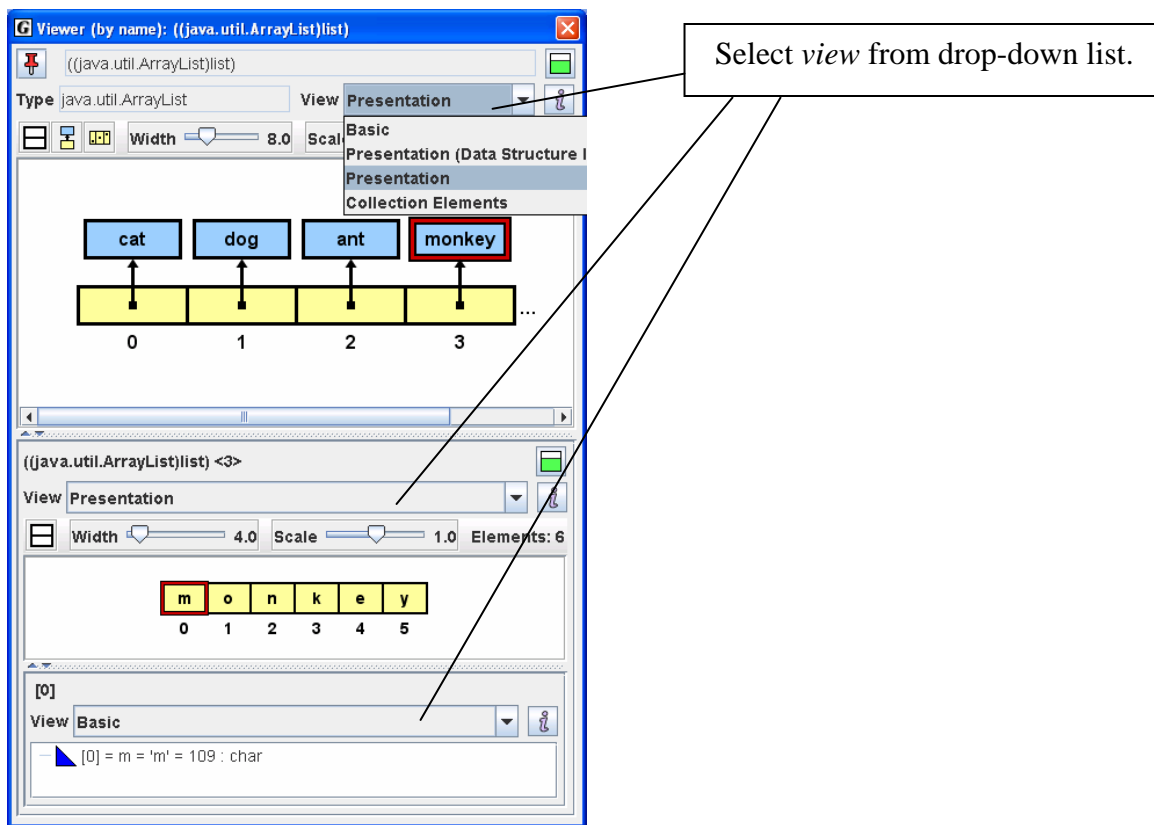 Viewer (by name): ((java.util.ArrayList)list)
Select view from drop-down list.
((java.util.ArrayList)list)
Type java.util.ArrayList View Presentation
Width 8.0 Scal
Basic
Presentation (Data Structure I
Presentation
Collection Elements
cat dog ant monkey
...
0 1 2 3
((java.util.ArrayList)list) <3>
View Presentation
Width 4.0 Scale 1.0 Elements: 6
m o n k e y
0 1 2 3 4 5
[0]
View Basic
[0] = m = 'm' = 109 : char